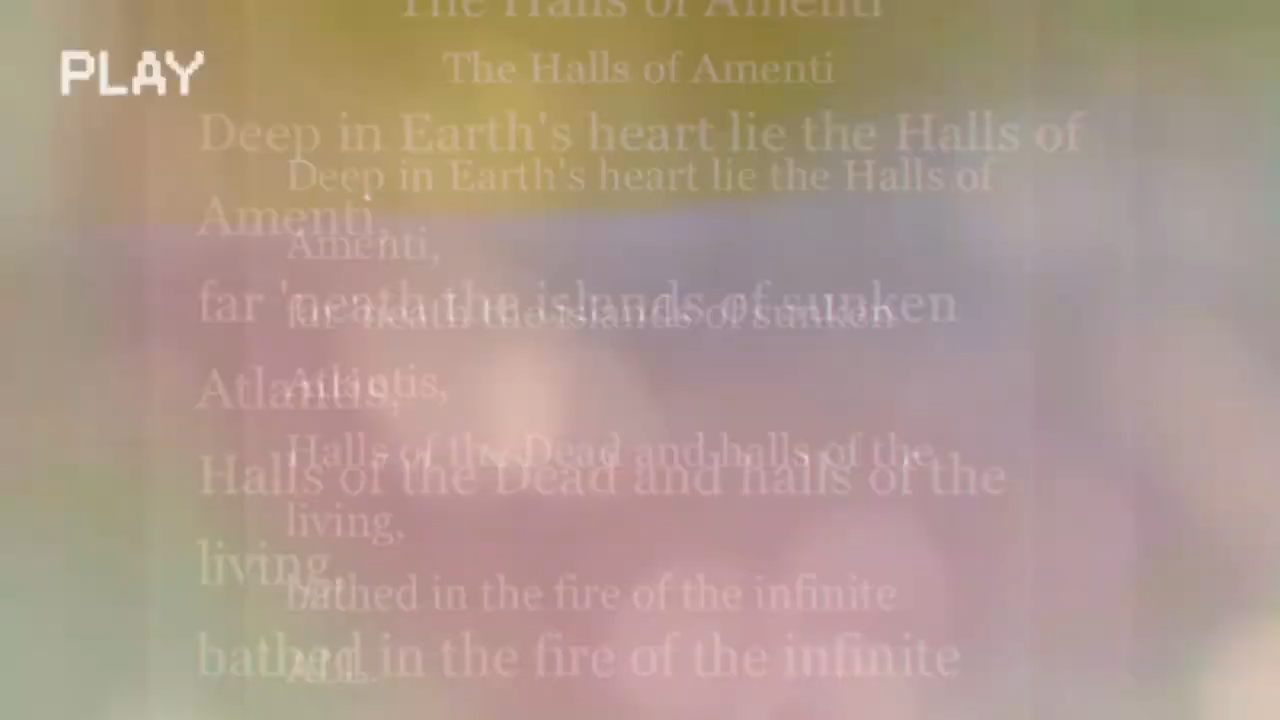 The Halls of Amenti
PLAY
The Halls of Amenti
Deep in Earth's heart lie the Halls of
Deep in Earth's heart lie the Halls of
Amenti,
Amenti,
far 'neath the islands of sunken
far 'neath the islands of sunken
Atlantis,
Atlantis,
Halls of the Dead and halls of the
Halls of the Dead and halls of the
living,
living,
bathed in the fire of the infinite
bathed in the fire of the infinite